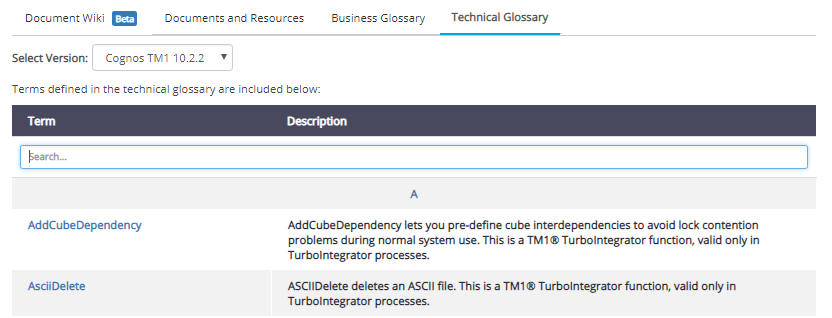 Document Wiki Beta Documents and Resources Business Glossary Technical Glossary
Select Version: Cognos TM1 10.2.2
Terms defined in the technical glossary are included below:
Term Description
Search...
A
AddCubeDependency AddCubeDependency lets you pre-define cube interdependencies to avoid lock contention
problems during normal system use. This is a TM1® TurboIntegrator function, valid only in
TurboIntegrator processes.
AsciiDelete ASCIIDelete deletes an ASCII file. This is a TM1® TurboIntegrator function, valid only in
TurboIntegrator processes.